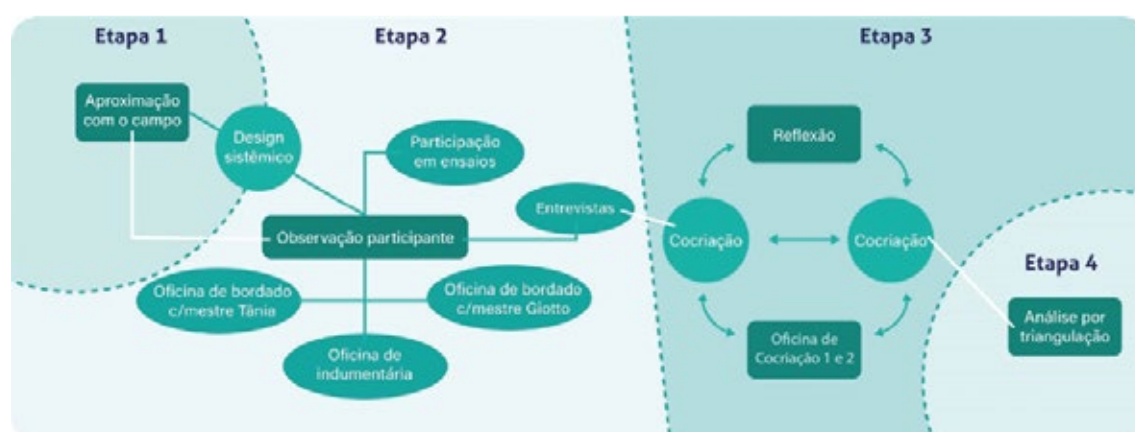 Etapa 1
Etapa 2
Etapa 3
Aproximação
com o campo
Design
sistêmico
Participação
em ensaios
Entrevistas
Observação participante
Oficina de bordado
c/mestre Tânia
Oficina de bordado
c/mestre Giotto
Oficina de
indumentária
Reflexão
Cocriação
Cocriação
Oficina de
Cocriação 1 e 2
Etapa 4
Análise por
triangulação